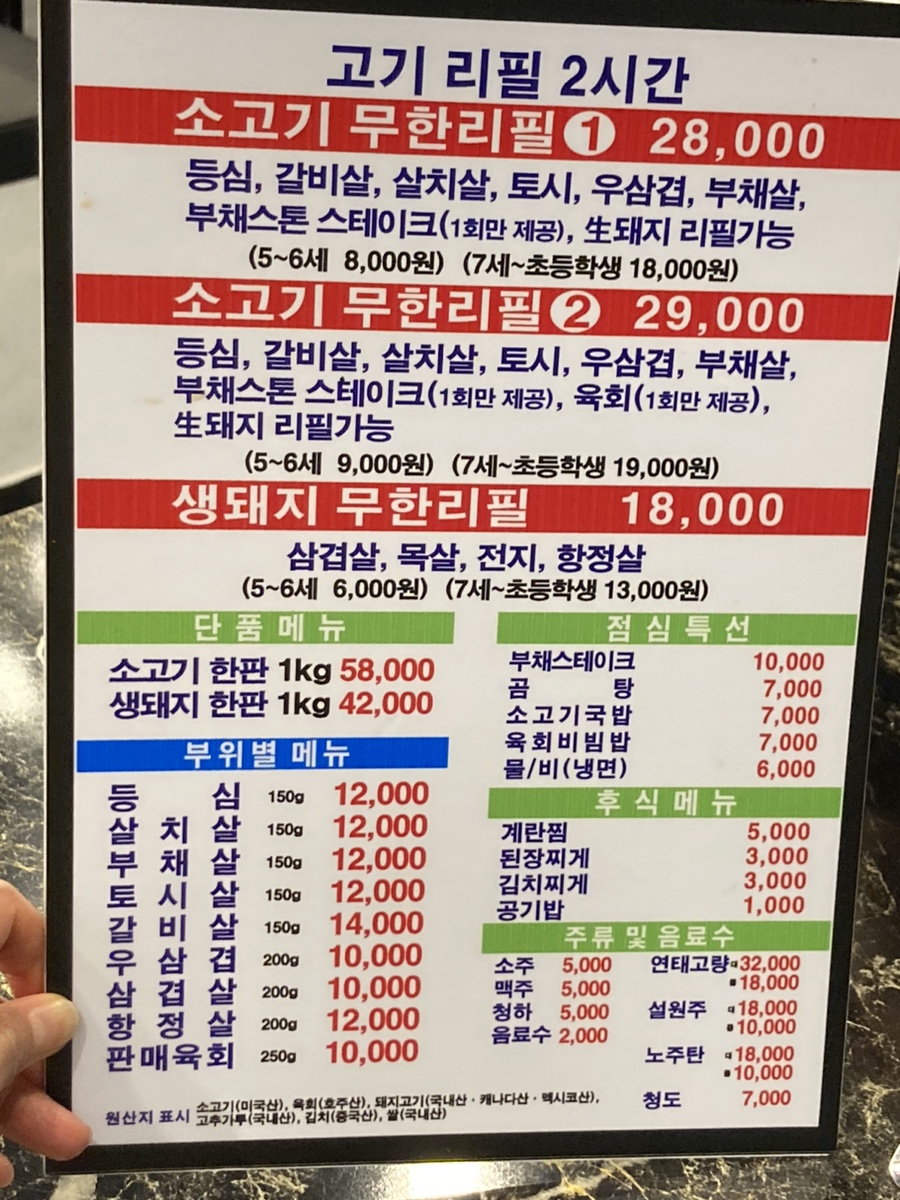 고기 리필 2시간
소고기 무한리필❶ 28,000
등심, 갈비살, 살치살, 토시, 우삼겹, 부채살,
부채스톤 스테이크(1회만 제공), 生돼지 리필가능
(5~6세 8,000원) (7세~초등학생 18,000원)
소고기 무한리필❷ 29,000
등심, 갈비살, 살치살, 토시, 우삼겹, 부채살,
부채스톤 스테이크(1회만 제공), 육회(1회만 제공),
生돼지 리필가능
(5~6세 9,000원) (7세~초등학생 19,000원)
생돼지 무한리필 18,000
삼겹살, 목살, 전지, 항정살
(5~6세 6,000원) (7세~초등학생 13,000원)
단품메뉴
소고기 한판 1kg 58,000
생돼지 한판 1kg 42,000
부위별 메뉴
등심 150g 12,000
살치살 150g 12,000
부채살 150g 12,000
토시살 150g 12,000
갈비살 150g 14,000
우삼겹 200g 10,000
삼겹살 200g 10,000
항정살 200g 12,000
판매육회 250g 10,000
점심특선
부채스테이크 10,000
곰탕 7,000
소고기국밥 7,000
육회비빔밥 7,000
물/비(냉면) 6,000
후식메뉴
계란찜 5,000
된장찌게 3,000
김치찌게 3,000
공기밥 1,000
주류 및 음료수
소주 5,000
맥주 5,000
청하 5,000
음료수 2,000
연태고량 대 32,000
18,000
설원주 대 18,000
10,000
노주탄 대 18,000
10,000
청도 7,000
원산지 표시 소고기(미국산), 육회(호주산), 돼지고기(국내산 · 캐나다산 · 멕시코산),
고추가루(국내산), 김치(중국산), 쌀(국내산)